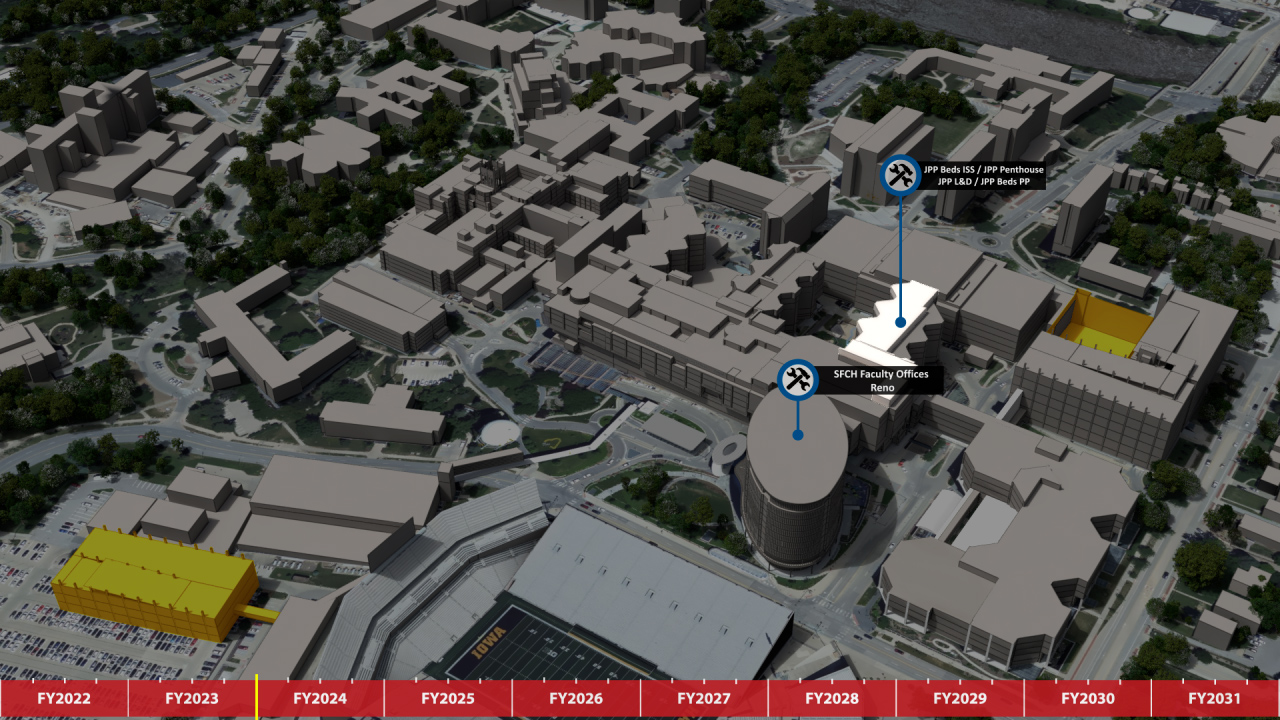 JPP Beds ISS / JPP Penthouse
JPP L&D / JPP Beds PP
SFCH Faculty Offices
Reno
IOWA
FY2022 FY2023 FY2024 FY2025 FY2026 FY2027 FY2028 FY2029 FY2030 FY2031